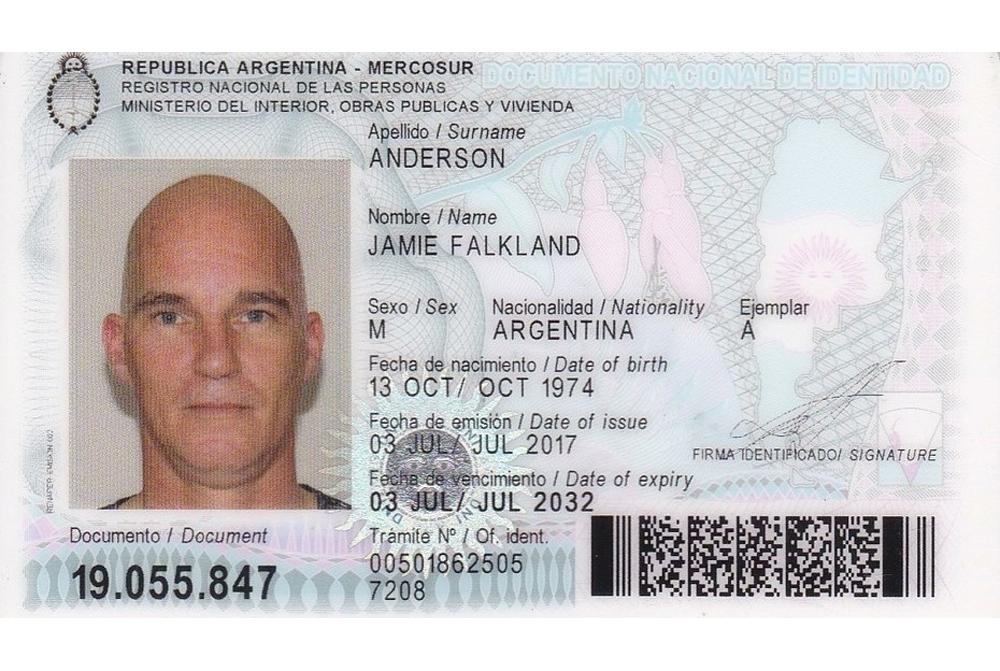 REPUBLICA ARGENTINA - MERCOSUR
DOCUMENTO NACIONAL DE IDENTIDAD
REGISTRO NACIONAL DE LAS PERSONAS
MINISTERIO DEL INTERIOR, OBRAS PUBLICAS Y VIVIENDA
Apellido / Surname
ANDERSON
Nombre / Name
JAMIE FALKLAND
Sexo / Sex Nacionalidad / Nationality Ejemplar
M ARGENTINA A
Fecha de nacimiento / Date of birth
13 OCT/ OCT 1974
Fecha de emisión / Date of issue
03 JUL/ JUL 2017
FIRMA IDENTIFICADO/ SIGNATURE
Fecha de vencimiento / Date of expiry
03 JUL/ JUL 2032
Documento / Document
19.055.847
Trámite Nº / Of. ident.
00501862505
7208